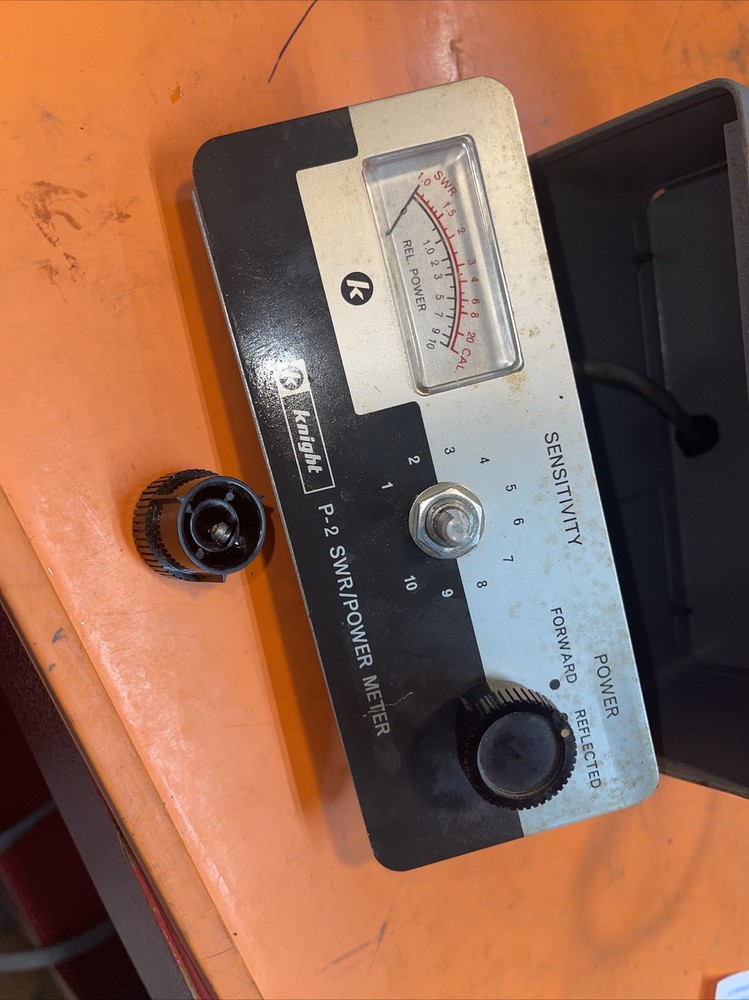 SWR
1.0 1.5 2 3 4 6 8 20 CAL
0 1.0 2 3 5 7 9 10
REL. POWER
k
k knight
P-2 SWR/POWER METER
SENSITIVITY
1 2 3 4 5 6 7 8 9 10
POWER
FORWARD REFLECTED